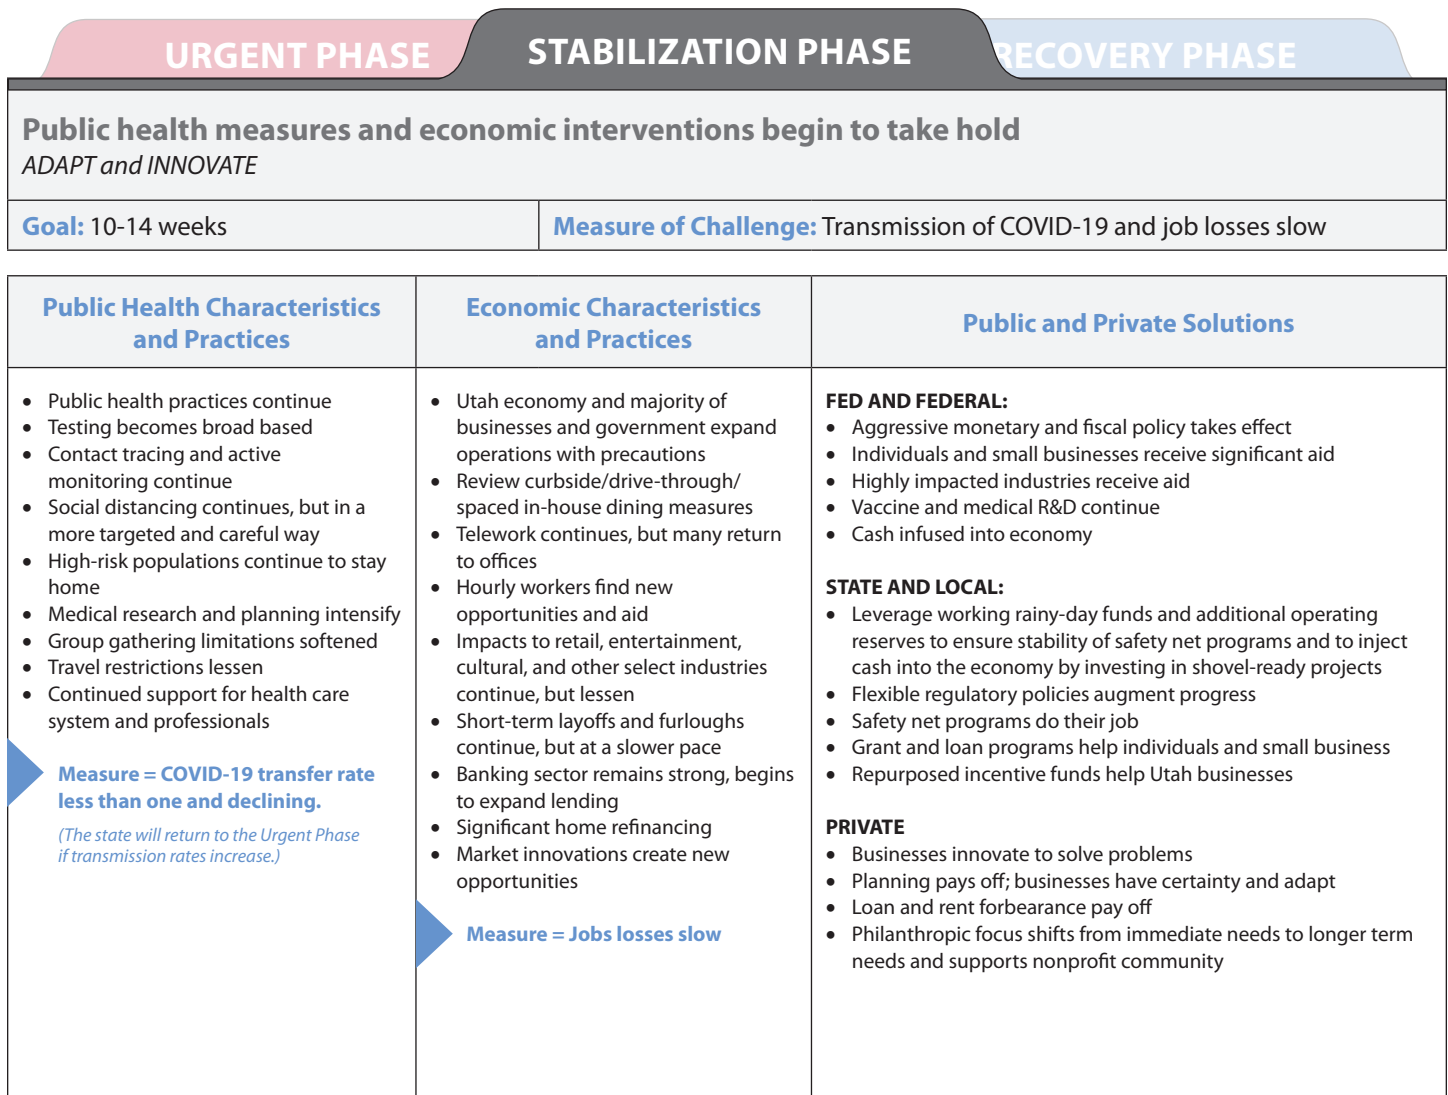 URGENT PHASE
STABILIZATION PHASE
RECOVERY PHASE
Public health measures and economic interventions begin to take hold
ADAPT and INNOVATE
Goal: 10-14 weeks
Measure of Challenge: Transmission of COVID-19 and job losses slow
Public Health Characteristics
and Practices
• Public health practices continue
• Testing becomes broad based
• Contact tracing and active
monitoring continue
• Social distancing continues, but in a
more targeted and careful way
• High-risk populations continue to stay
home
• Medical research and planning intensify
• Group gathering limitations softened
• Travel restrictions lessen
• Continued support for health care
system and professionals
Measure = COVID-19 transfer rate
less than one and declining.
(The state will return to the Urgent Phase
if transmission rates increase.)
Economic Characteristics
and Practices
• Utah economy and majority of
businesses and government expand
operations with precautions
• Review curbside/drive-through/
spaced in-house dining measures
• Telework continues, but many return
to offices
• Hourly workers find new
opportunities and aid
• Impacts to retail, entertainment,
cultural, and other select industries
continue, but lessen
• Short-term layoffs and furloughs
continue, but at a slower pace
• Banking sector remains strong, begins
to expand lending
• Significant home refinancing
• Market innovations create new
opportunities
Measure = Jobs losses slow
Public and Private Solutions
FED AND FEDERAL:
• Aggressive monetary and fiscal policy takes effect
• Individuals and small businesses receive significant aid
• Highly impacted industries receive aid
• Vaccine and medical R&D continue
• Cash infused into economy
STATE AND LOCAL:
• Leverage working rainy-day funds and additional operating
reserves to ensure stability of safety net programs and to inject
cash into the economy by investing in shovel-ready projects
• Flexible regulatory policies augment progress
• Safety net programs do their job
• Grant and loan programs help individuals and small business
• Repurposed incentive funds help Utah businesses
PRIVATE
• Businesses innovate to solve problems
• Planning pays off; businesses have certainty and adapt
• Loan and rent forbearance pay off
• Philanthropic focus shifts from immediate needs to longer term
needs and supports nonprofit community